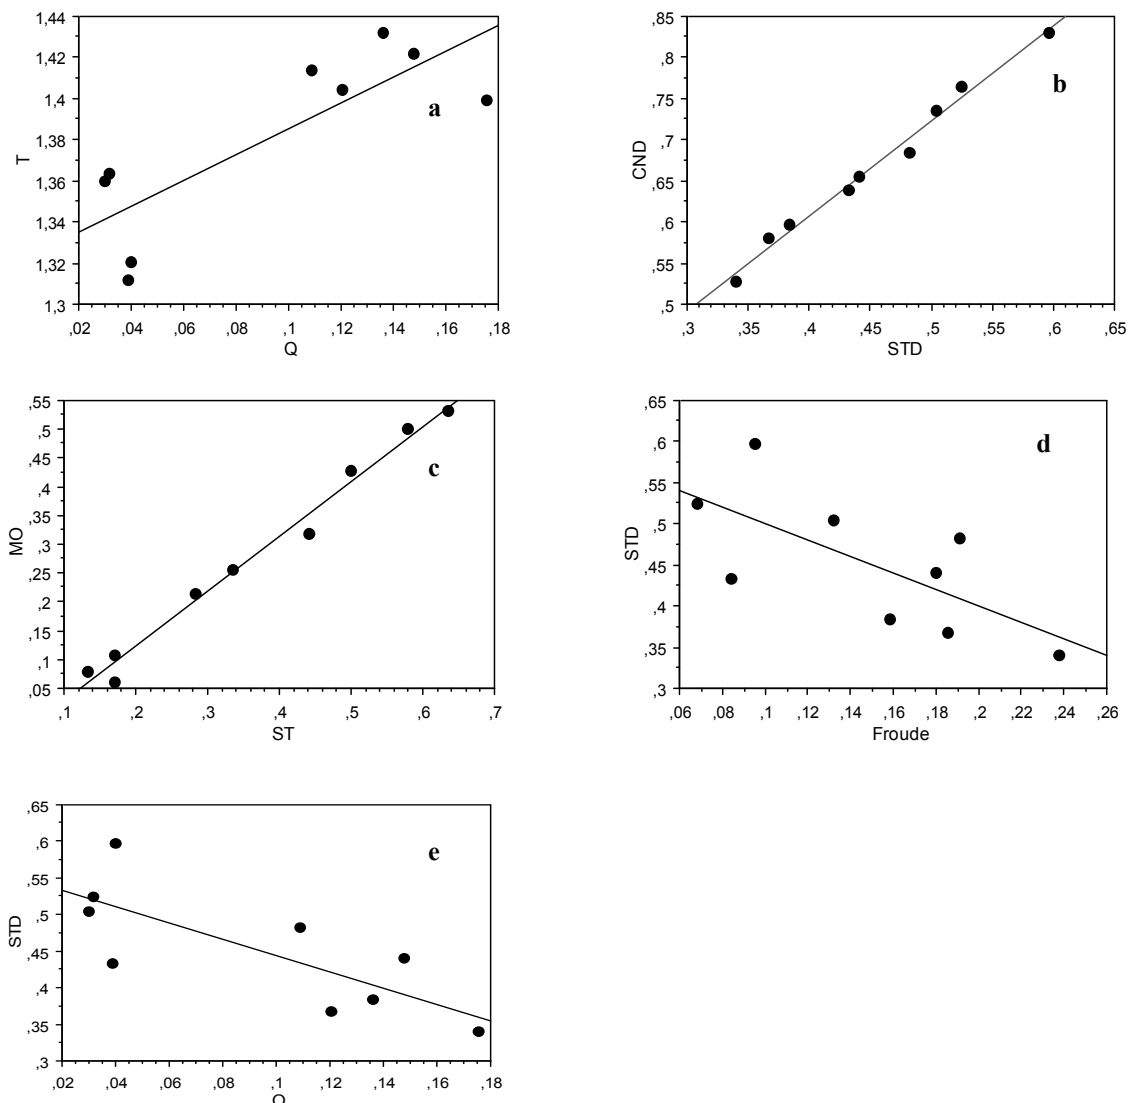 1,44
1,42
1,4
1,38
1,36
1,34
1,32
1,3
T
,02 ,04 ,06 ,08 ,1 ,12 ,14 ,16 ,18
Q
a
,85
,8
,75
,7
,65
,6
,55
,5
CND
,3 ,35 ,4 ,45 ,5 ,55 ,6 ,65
STD
b
,55
,5
,45
,4
,35
,3
,25
,2
,15
,1
,05
MO
,1 ,2 ,3 ,4 ,5 ,6 ,7
ST
c
,65
,6
,55
,5
,45
,4
,35
,3
STD
,06 ,08 ,1 ,12 ,14 ,16 ,18 ,2 ,22 ,24 ,26
Froude
d
,65
,6
,55
,5
,45
,4
,35
,3
STD
,02 ,04 ,06 ,08 ,1 ,12 ,14 ,16 ,18
e